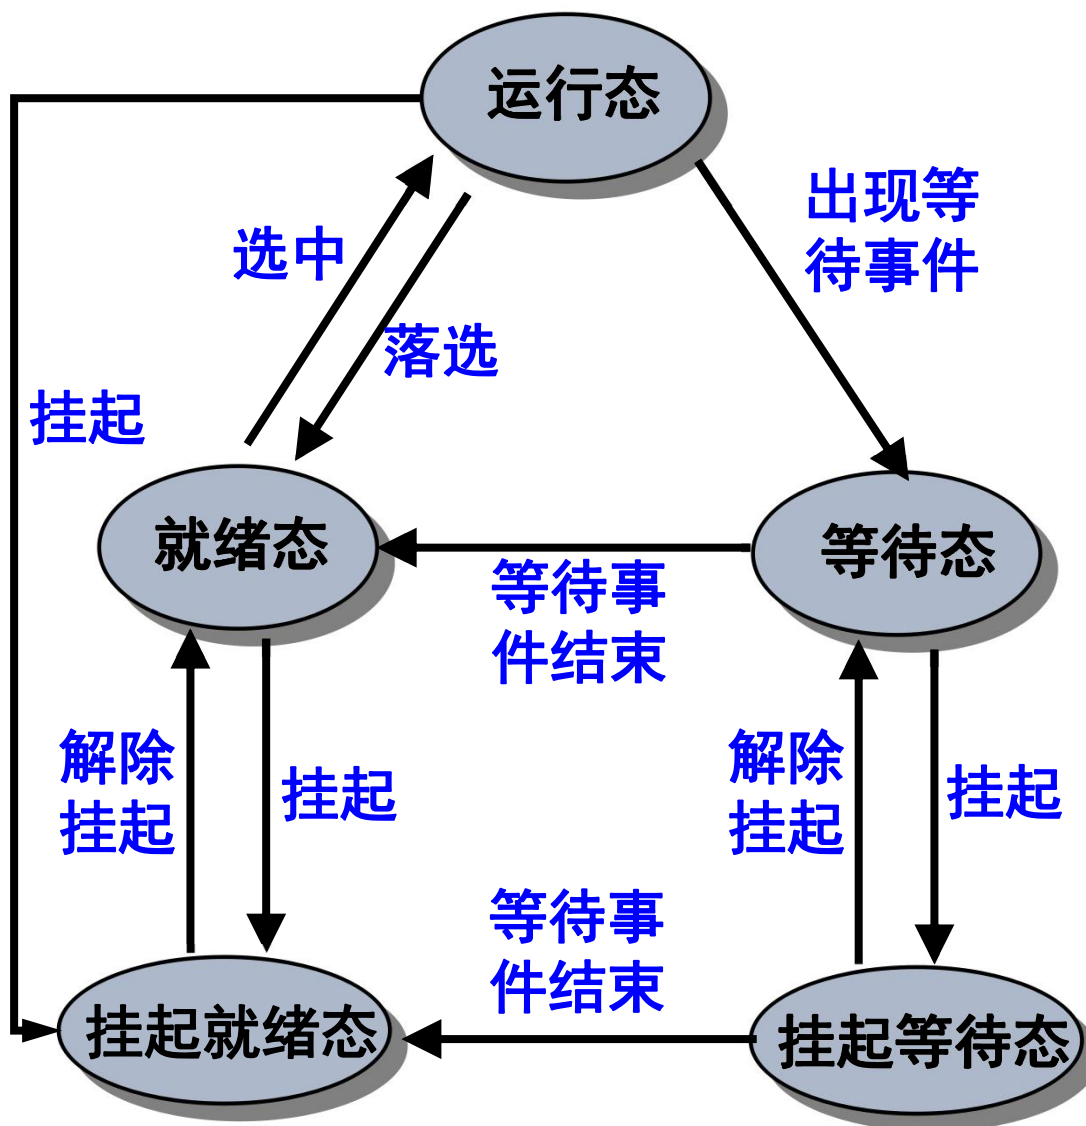 运行态
出现等
待事件
选中
落选
挂起
就绪态
等待态
等待事
件结束
解除
挂起
挂起
解除
挂起
挂起
等待事
件结束
挂起就绪态
挂起等待态